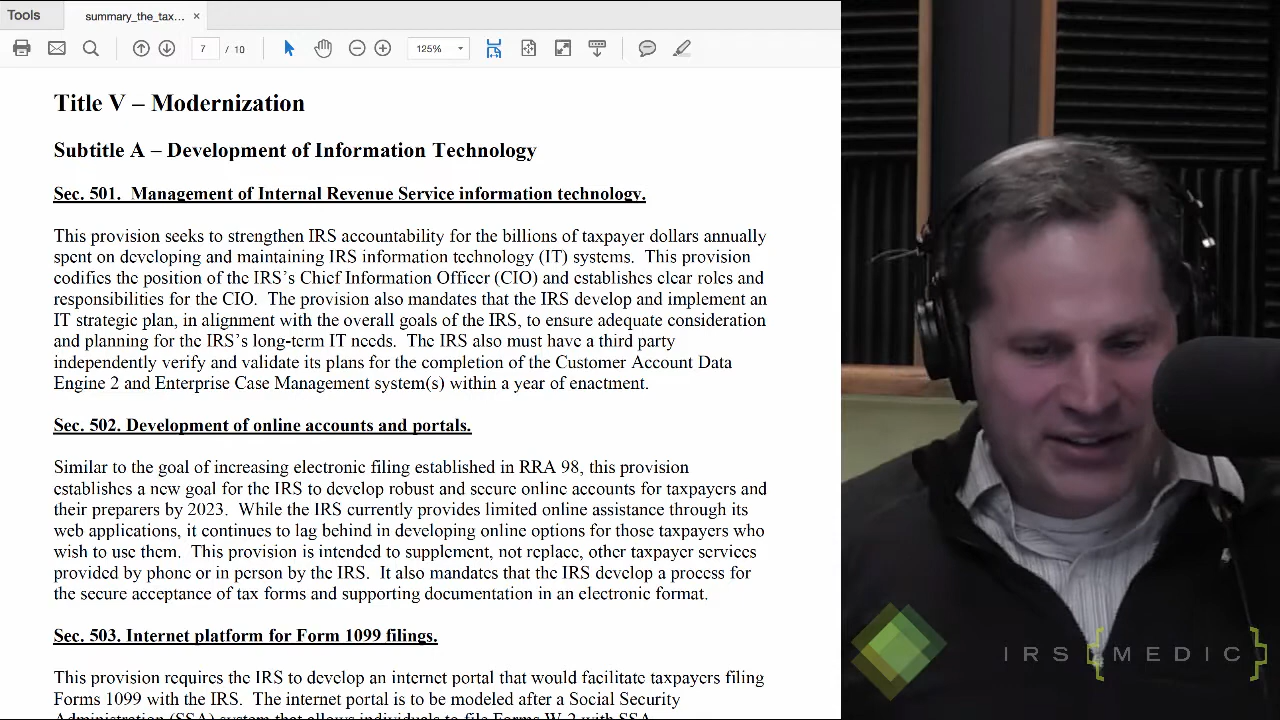 Tools
summary_the_tax... ×
7 / 10
125%
Title V – Modernization
Subtitle A – Development of Information Technology
Sec. 501.  Management of Internal Revenue Service information technology.
This provision seeks to strengthen IRS accountability for the billions of taxpayer dollars annually
spent on developing and maintaining IRS information technology (IT) systems.  This provision
codifies the position of the IRS's Chief Information Officer (CIO) and establishes clear roles and
responsibilities for the CIO.  The provision also mandates that the IRS develop and implement an
IT strategic plan, in alignment with the overall goals of the IRS, to ensure adequate consideration
and planning for the IRS's long-term IT needs.  The IRS also must have a third party
independently verify and validate its plans for the completion of the Customer Account Data
Engine 2 and Enterprise Case Management system(s) within a year of enactment.
Sec. 502. Development of online accounts and portals.
Similar to the goal of increasing electronic filing established in RRA 98, this provision
establishes a new goal for the IRS to develop robust and secure online accounts for taxpayers and
their preparers by 2023.  While the IRS currently provides limited online assistance through its
web applications, it continues to lag behind in developing online options for those taxpayers who
wish to use them.  This provision is intended to supplement, not replace, other taxpayer services
provided by phone or in person by the IRS.  It also mandates that the IRS develop a process for
the secure acceptance of tax forms and supporting documentation in an electronic format.
Sec. 503. Internet platform for Form 1099 filings.
This provision requires the IRS to develop an internet portal that would facilitate taxpayers filing
Forms 1099 with the IRS.  The internet portal is to be modeled after a Social Security
Administration (SSA) system that allows individuals to file Forms W-2 with SSA.
IRS{MEDIC}